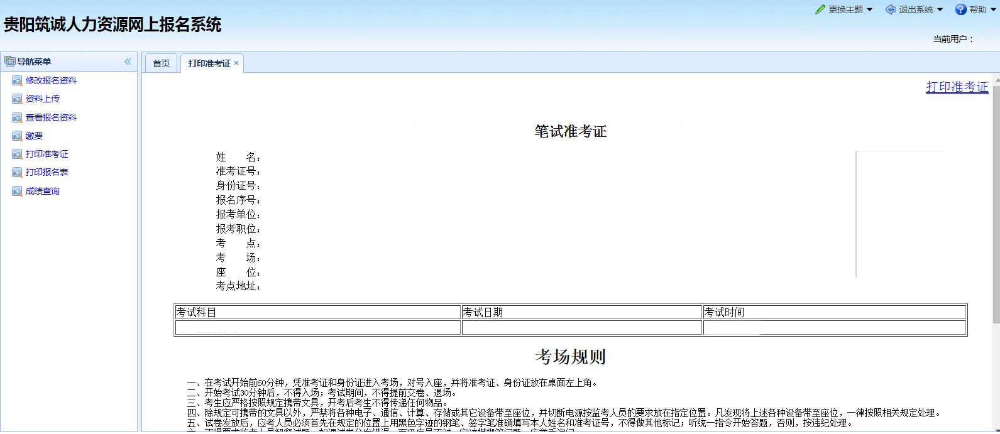 更换主题 退出系统 帮助
贵阳筑诚人力资源网上报名系统
当前用户：
导航菜单
首页 打印准考证
修改报名资料
资料上传
查看报名资料
缴费
打印准考证
打印报名表
成绩查询
打印准考证
笔试准考证
姓 名：
准考证号：
身份证号：
报名序号：
报考单位：
报考职位：
考 点：
考 场：
座 位：
考点地址：
考试科目 考试日期 考试时间
考场规则
一、在考试开始前60分钟，凭准考证和身份证进入考场，对号入座，并将准考证、身份证放在桌面左上角。
二、开始考试30分钟后，不得入场；考试期间，不得提前交卷、退场。
三、考生应严格按照规定携带文具，开考后考生不得传递任何物品。
四、除规定可携带的文具以外，严禁将各种电子、通信、计算、存储或其它设备带至座位，并切断电源按监考人员的要求放在指定位置。凡发现将上述各种设备带至座位，一律按照相关规定处理。
五、试卷发放后，应考人员必须首先在规定的位置上用黑色字迹的钢笔、签字笔准确填写本人姓名和准考证号，不得做其他标记；听统一指令开始答题，否则，按违纪处理。